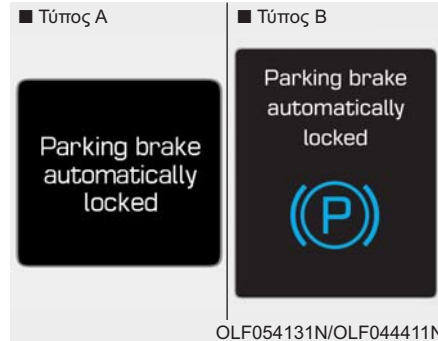 ■ Τύπος A
Parking brake
automatically
locked
■ Τύπος B
Parking brake
automatically
locked
P
OLF054131N/OLF044411N